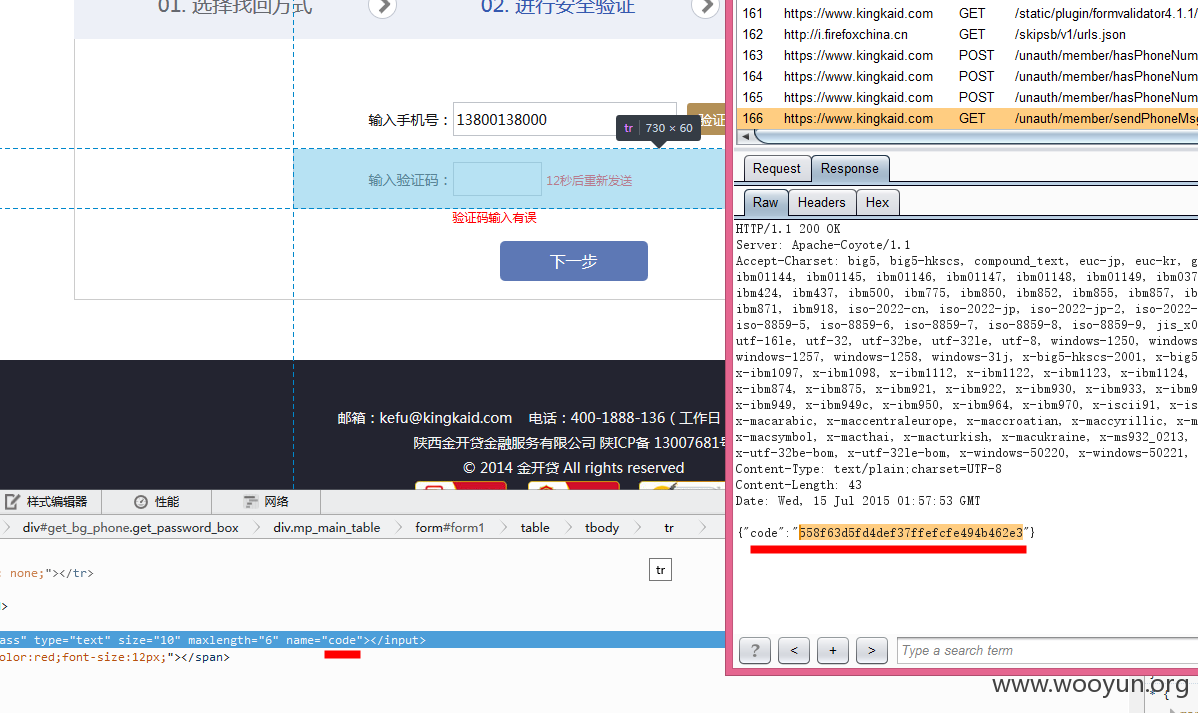 01. 选择找回方式
02. 进行安全验证
输入手机号：
13800138000
验证
tr 730 × 60
输入验证码：
12秒后重新发送
验证码输入有误
下一步
邮箱：kefu@kingkaid.com 电话：400-1888-136 ( 工作日
陕西金开贷金融服务有限公司 陕ICP备 13007681号
© 2014 金开贷 All rights reserved
样式编辑器
性能
网络
div#get_bg_phone.get_password_box
div.mp_main_table
form#form1
table
tbody
tr
: none;"></tr>
tr
>
ass" type="text" size="10" maxlength="6" name="code"></input>
olor:red;font-size:12px;"></span>
161 https://www.kingkaid.com GET /static/plugin/formvalidator4.1.1/
162 http://i.firefoxchina.cn GET /skipsb/v1/urls.json
163 https://www.kingkaid.com POST /unauth/member/hasPhoneNum
164 https://www.kingkaid.com POST /unauth/member/hasPhoneNum
165 https://www.kingkaid.com POST /unauth/member/hasPhoneNum
166 https://www.kingkaid.com GET /unauth/member/sendPhoneMsg
Request
Response
Raw
Headers
Hex
HTTP/1.1 200 OK
Server: Apache-Coyote/1.1
Accept-Charset: big5, big5-hkscs, compound_text, euc-jp, euc-kr, g
ibm01144, ibm01145, ibm01146, ibm01147, ibm01148, ibm01149, ibm037
ibm424, ibm437, ibm500, ibm775, ibm850, ibm852, ibm855, ibm857, ib
ibm871, ibm918, iso-2022-cn, iso-2022-jp, iso-2022-jp-2, iso-2022-
iso-8859-5, iso-8859-6, iso-8859-7, iso-8859-8, iso-8859-9, jis_x0
utf-16le, utf-32, utf-32be, utf-32le, utf-8, windows-1250, windows
windows-1257, windows-1258, windows-31j, x-big5-hkscs-2001, x-big5
x-ibm1097, x-ibm1098, x-ibm1112, x-ibm1122, x-ibm1123, x-ibm1124,
x-ibm874, x-ibm875, x-ibm921, x-ibm922, x-ibm930, x-ibm933, x-ibm9
x-ibm949, x-ibm949c, x-ibm950, x-ibm964, x-ibm970, x-iscii91, x-is
x-macarabic, x-maccentraleurope, x-maccroatian, x-maccyrillic, x-m
x-macsymbol, x-macthai, x-macturkish, x-macukraine, x-ms932_0213,
x-utf-32be-bom, x-utf-32le-bom, x-windows-50220, x-windows-50221,
Content-Type: text/plain;charset=UTF-8
Content-Length: 43
Date: Wed, 15 Jul 2015 01:57:53 GMT
{"code":"558f63d5fd4def37ffefcfe494b462e3"}
?
<
+
>
Type a search term
www.wooyun.org